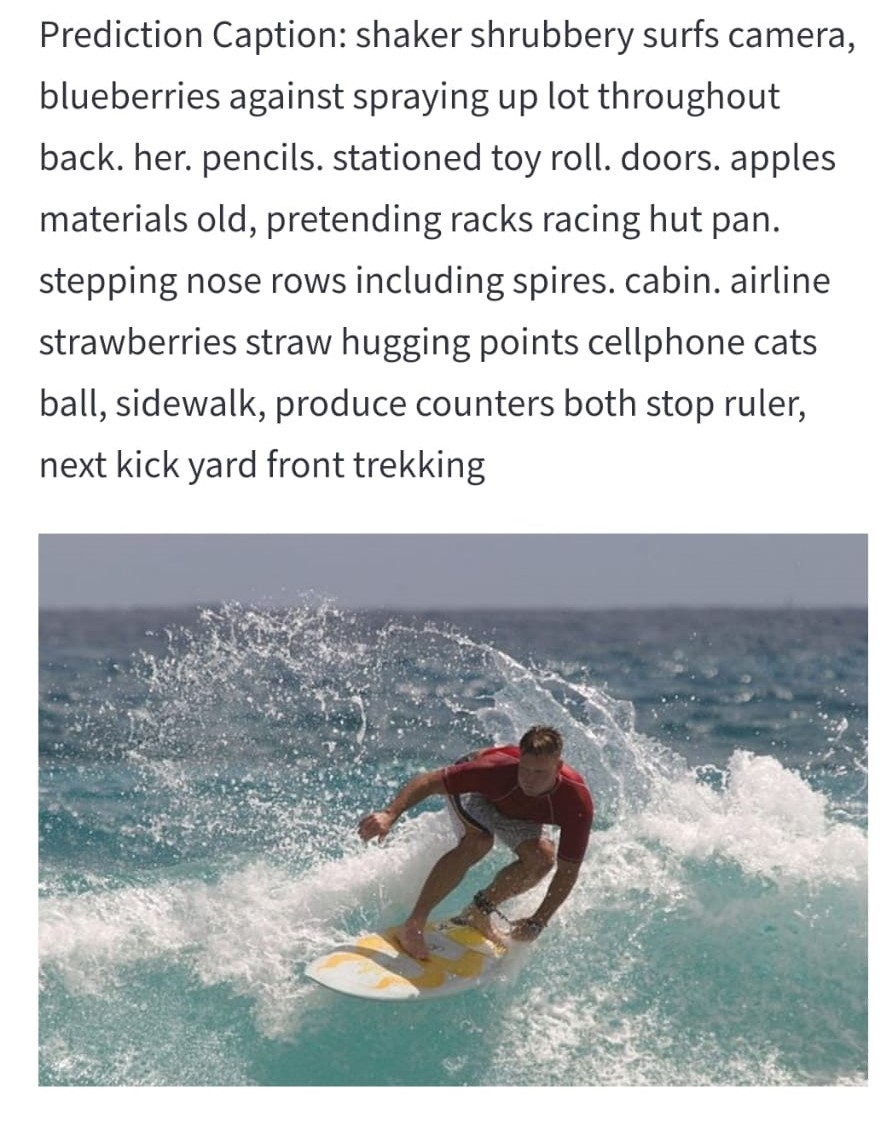 Prediction Caption: shaker shrubbery surfs camera,
blueberries against spraying up lot throughout
back. her. pencils. stationed toy roll. doors. apples
materials old, pretending racks racing hut pan.
stepping nose rows including spires. cabin. airline
strawberries straw hugging points cellphone cats
ball, sidewalk, produce counters both stop ruler,
next kick yard front trekking